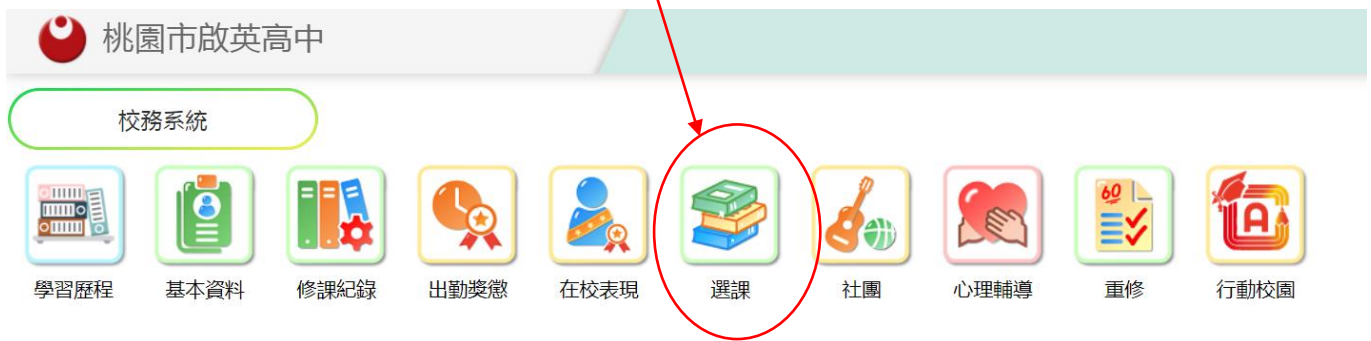 桃園市啟英高中
校務系統
60
A
學習歷程 基本資料 修課紀錄 出勤獎懲 在校表現 選課 社團 心理輔導 重修 行動校園